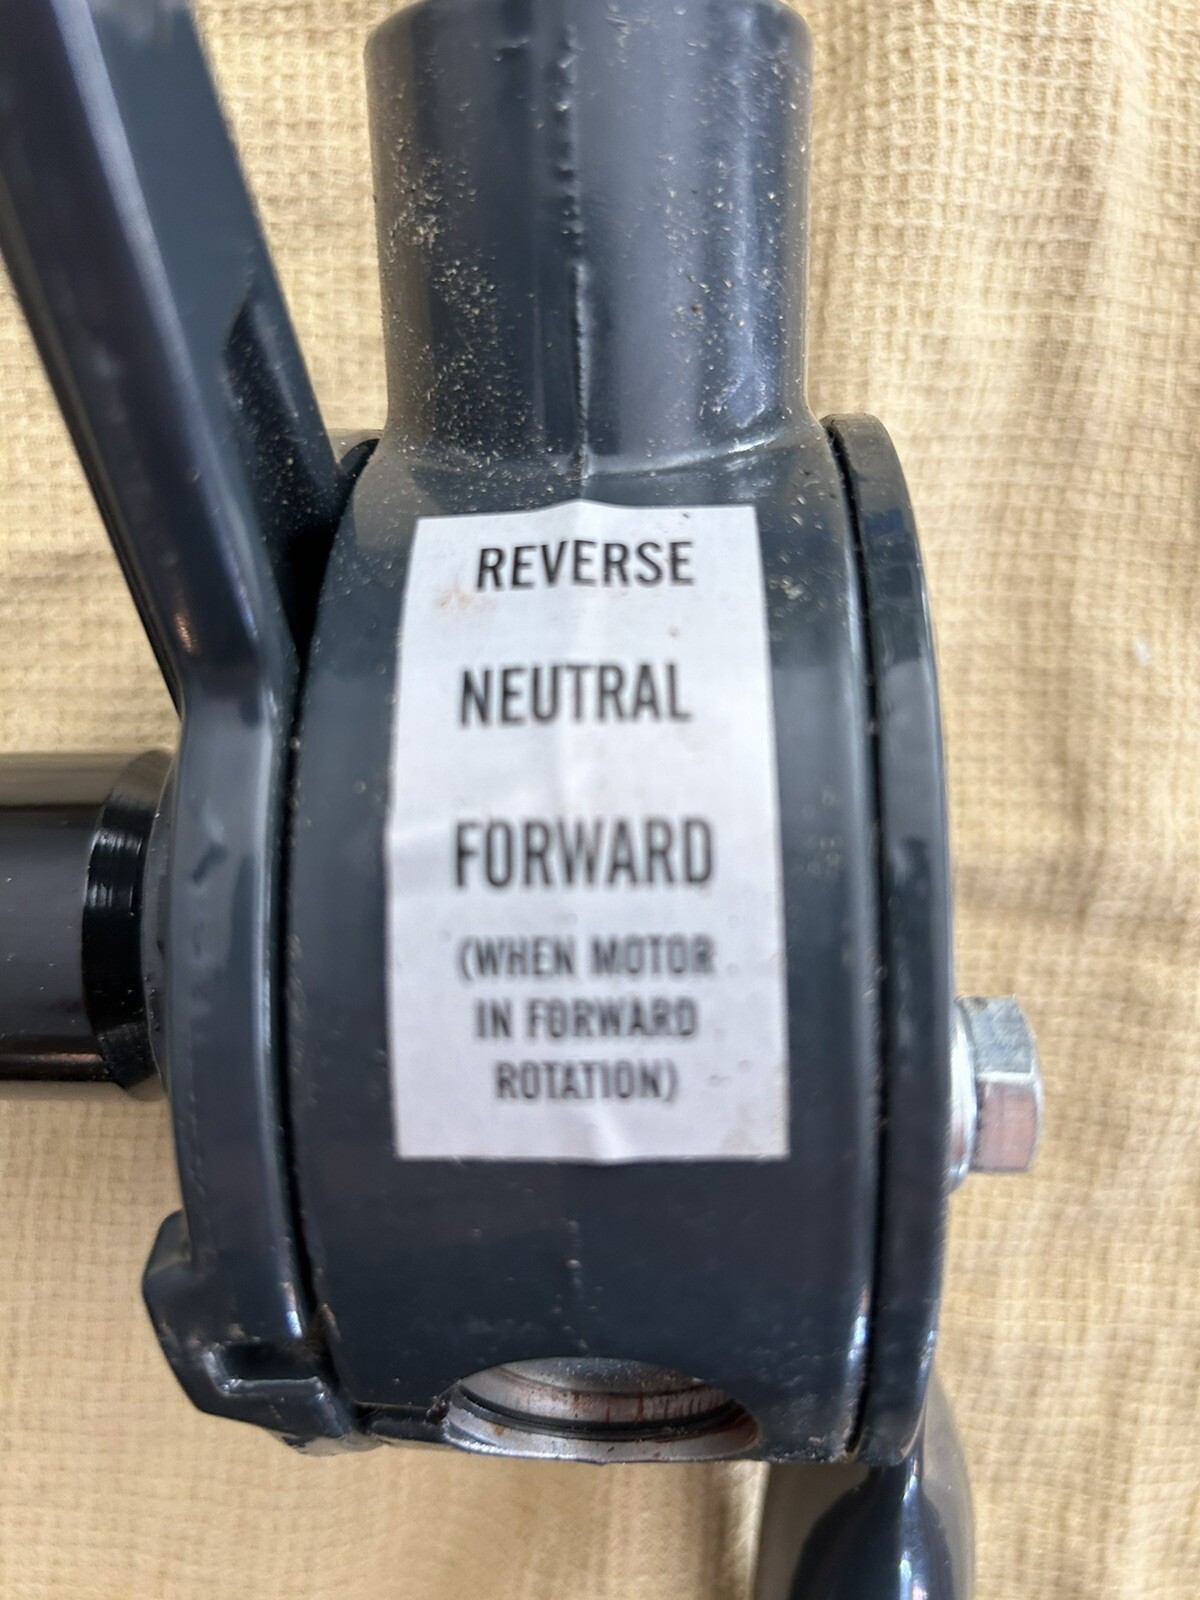 REVERSE
NEUTRAL
FORWARD
(WHEN MOTOR
IN FORWARD
ROTATION)